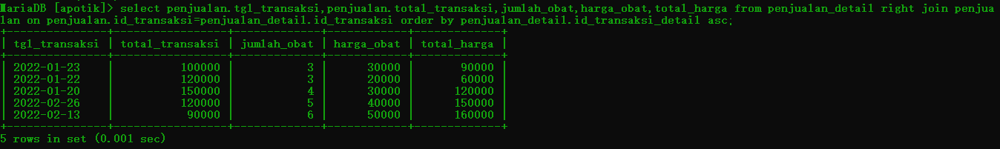 MariaDB [apotik]> select penjualan.tgl_transaksi,penjualan.total_transaksi,jumlah_obat,harga_obat,total_harga from penjualan_detail right join penjua
lan on penjualan.id_transaksi=penjualan_detail.id_transaksi order by penjualan_detail.id_transaksi_detail asc;
+--------------+-----------------+-------------+------------+-------------+
| tgl_transaksi | total_transaksi | jumlah_obat | harga_obat | total_harga |
+--------------+-----------------+-------------+------------+-------------+
| 2022-01-23 | 100000 | 3 | 30000 | 90000 |
| 2022-01-22 | 120000 | 3 | 20000 | 60000 |
| 2022-01-20 | 150000 | 4 | 30000 | 120000 |
| 2022-02-26 | 120000 | 5 | 40000 | 150000 |
| 2022-02-13 | 90000 | 6 | 50000 | 160000 |
+--------------+-----------------+-------------+------------+-------------+
5 rows in set (0.001 sec)